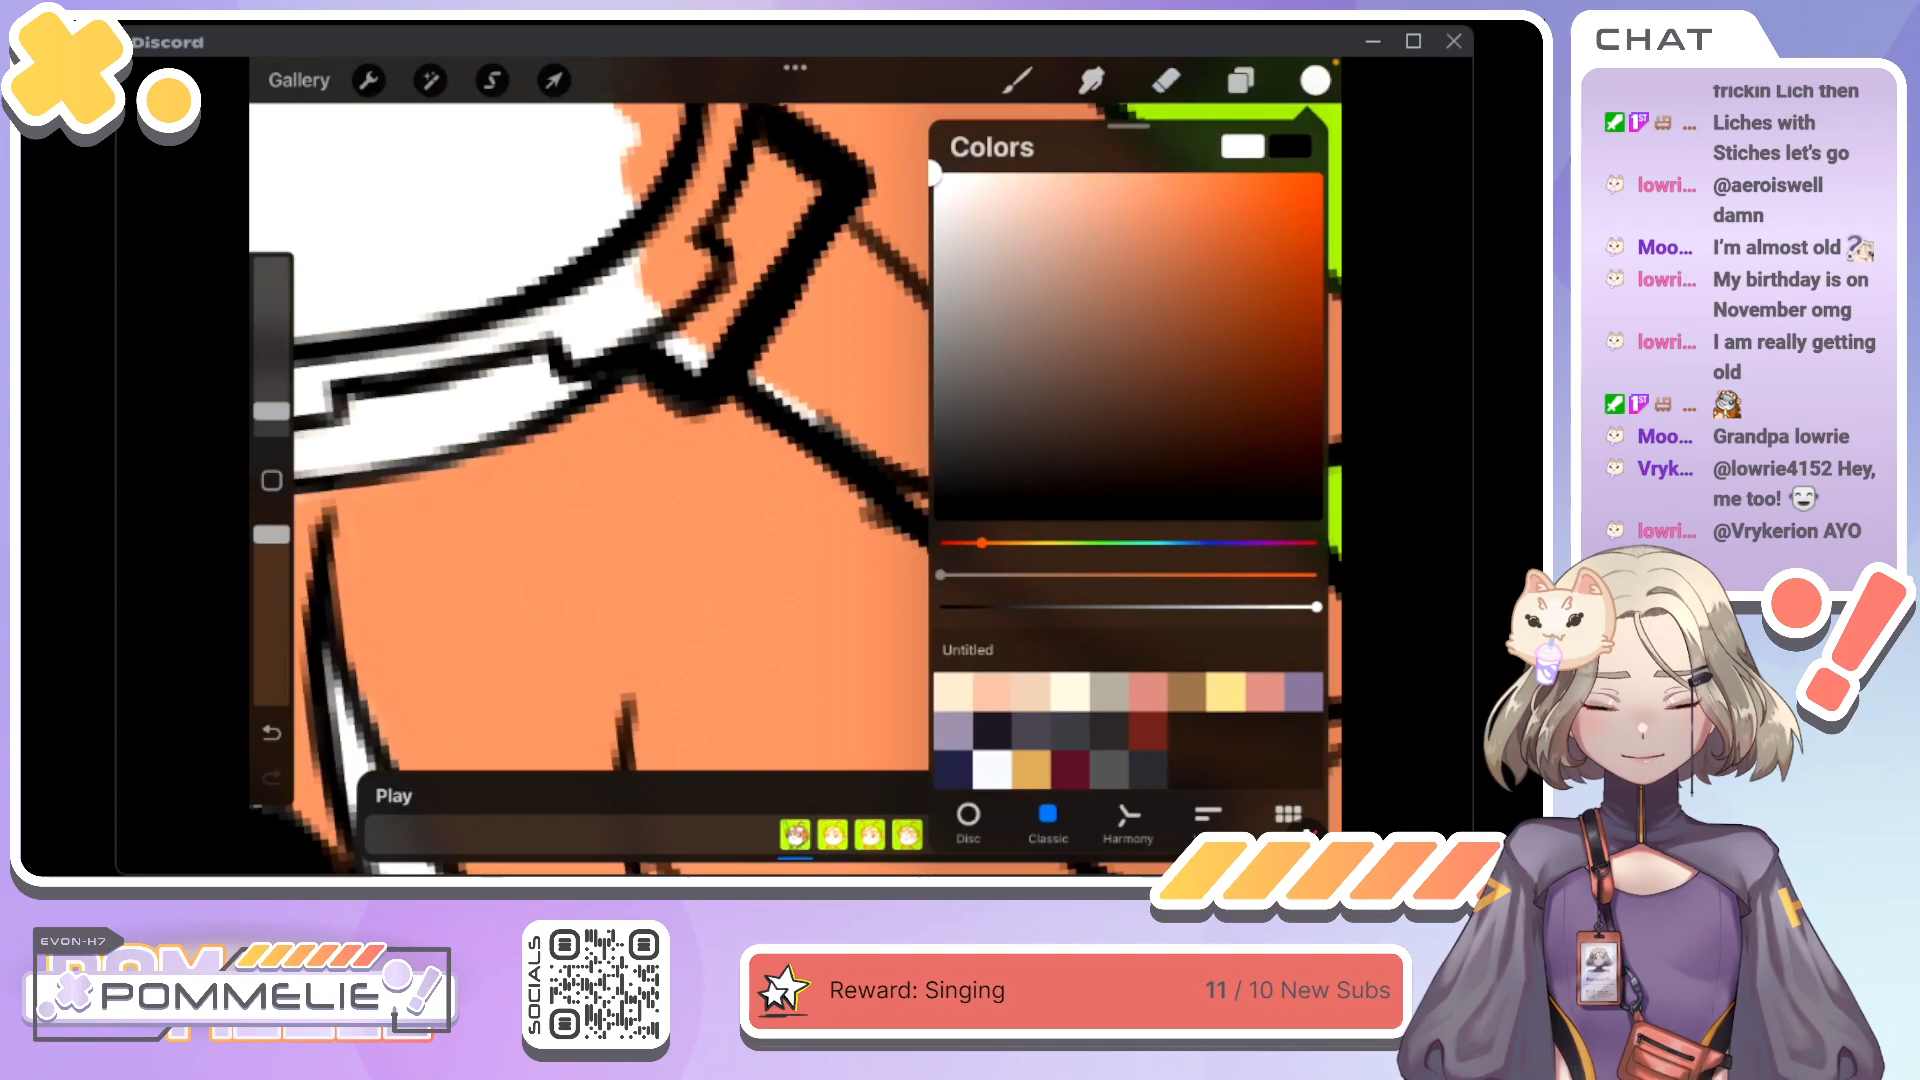 Discord
Gallery
Colors
Untitled
Disc
Classic
Harmony
Play
CHAT
frickin Lich then
1ST
...
Liches with
Stiches let's go
lowri...
@aeroiswell
damn
Moo...
I'm almost old
lowri...
My birthday is on
November omg
lowri...
I am really getting
old
1ST
...
Moo...
Grandpa lowrie
Vryk...
@lowrie4152 Hey,
me too!
lowri...
@Vrykerion AYO
EVON-H7
POMMELIE
SOCIALS
Reward: Singing
11 / 10 New Subs